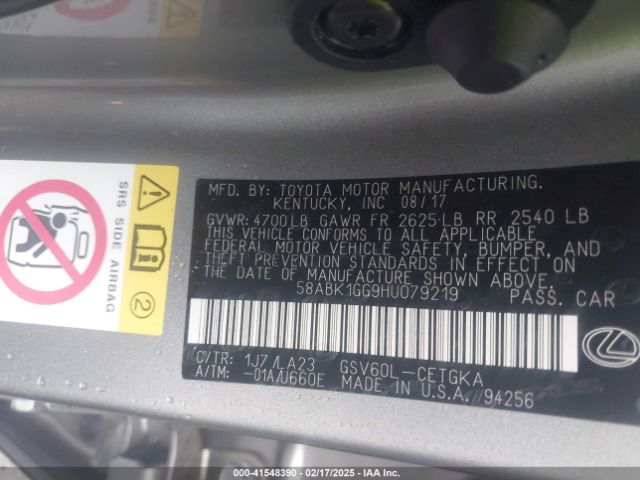 MFD. BY: TOYOTA MOTOR MANUFACTURING.
KENTUCKY, INC 08/17
GVWR: 4700LB GAWR FR 2625LB RR 2540 LB
THIS VEHICLE CONFORMS TO ALL APPLICABLE
FEDERAL MOTOR VEHICLE SAFETY, BUMPER, AND
THEFT PREVENTION STANDARDS IN EFFECT ON
THE DATE OF MANUFACTURE SHOWN ABOVE.
58ABK1GG9HU079219 PASS. CAR
C/TR: 1J7/LA23 GSV60L-CETGKA
A/TM: -01A/U660E MADE IN U.S.A. 94256
SRS SIDE AIRBAG
2
000-41548390 - 02/17/2025 - IAA Inc.